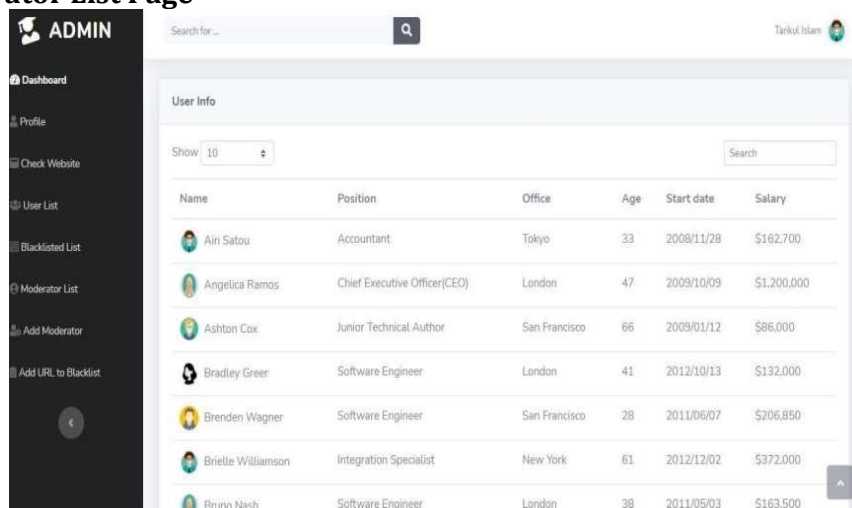 ator List Page
ADMIN
Search for ...
Tarikul Islam
Dashboard
Profile
Check Website
User List
Blacklisted List
Moderator List
Add Moderator
Add URL to Blacklist
User Info
Show 10
Search
Name Position Office Age Start date Salary
Airi Satou Accountant Tokyo 33 2008/11/28 $162,700
Angelica Ramos Chief Executive Officer(CEO) London 47 2009/10/09 $1,200,000
Ashton Cox Junior Technical Author San Francisco 66 2009/01/12 $86,000
Bradley Greer Software Engineer London 41 2012/10/13 $132,000
Brenden Wagner Software Engineer San Francisco 28 2011/06/07 $206,850
Brielle Williamson Integration Specialist New York 61 2012/12/02 $372,000
Bruno Nash Software Engineer London 38 2011/05/03 $163,500